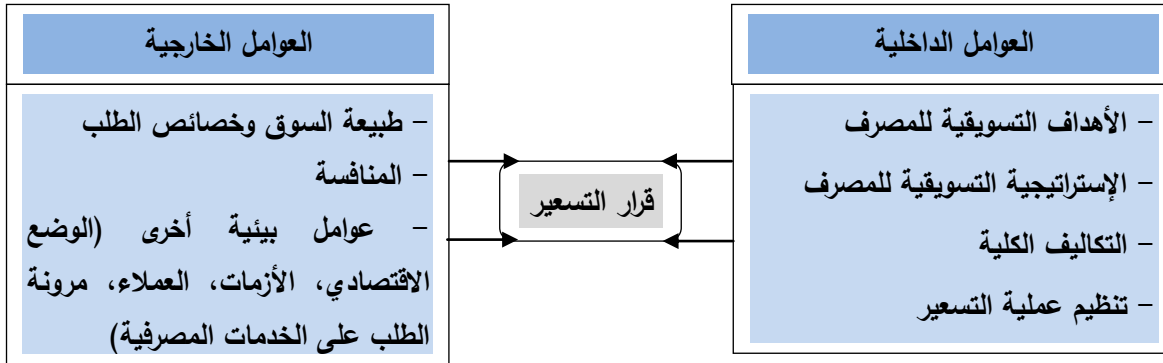 العوامل الداخلية
- الأهداف التسويقية للمصرف
- الإستراتيجية التسويقية للمصرف
- التكاليف الكلية
- تنظيم عملية التسعير
قرار التسعير
العوامل الخارجية
- طبيعة السوق وخصائص الطلب
- المنافسة
- عوامل بيئية أخرى (الوضع
الاقتصادي، الأزمات، العملاء، مرونة
الطلب على الخدمات المصرفية)